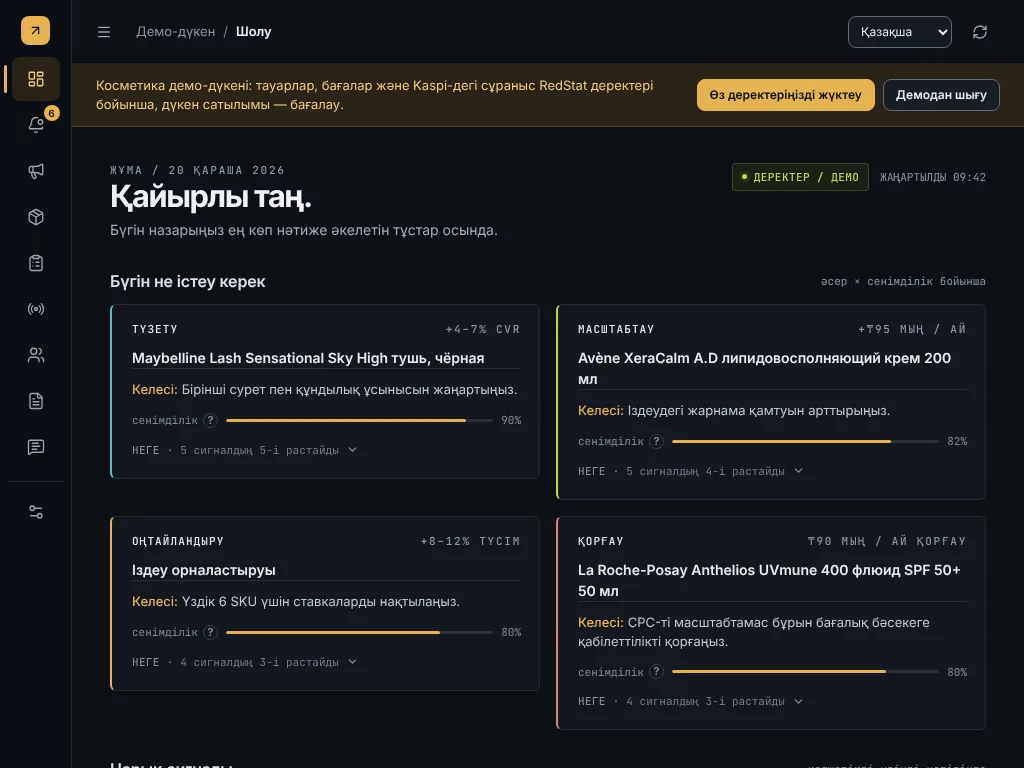 Демо-дүкен / Шолу
Қазақша
6
Косметика демо-дүкені: тауарлар, бағалар және Kaspi-дегі сұраныс RedStat деректері
бойынша, дүкен сатылымы — бағалау.
Өз деректеріңізді жүктеу
Демодан шығу
ЖҰМА / 20 ҚАРАША 2026
Қайырлы таң.
Бүгін назарыңыз ең көп нәтиже әкелетін тұстар осында.
ДЕРЕКТЕР / ДЕМО
ЖАҢАРТЫЛДЫ 09:42
Бүгін не істеу керек
әсер × сенімділік бойынша
ТҮЗЕТУ
+4–7% CVR
Maybelline Lash Sensational Sky High тушь, чёрная
Келесі: Бірінші сурет пен құндылық ұсынысын жаңартыңыз.
сенімділік ? 90%
НЕГЕ · 5 сигналдың 5-і растайды
МАСШТАБТАУ
+₸95 МЫҢ / АЙ
Avène XeraCalm A.D липидовосполняющий крем 200
мл
Келесі: Іздеудегі жарнама қамтуын арттырыңыз.
сенімділік ? 82%
НЕГЕ · 5 сигналдың 4-і растайды
ОҢТАЙЛАНДЫРУ
+8–12% ТҮСІМ
Іздеу орналастыруы
Келесі: Үздік 6 SKU үшін ставкаларды нақтылаңыз.
сенімділік ? 80%
НЕГЕ · 4 сигналдың 3-і растайды
ҚОРҒАУ
₸90 МЫҢ / АЙ ҚОРҒАУ
La Roche-Posay Anthelios UVmune 400 флюид SPF 50+
50 мл
Келесі: CPC-ті масштабтамас бұрын бағалық бәсекеге
қабілеттілікті қорғаңыз.
сенімділік ? 80%
НЕГЕ · 4 сигналдың 3-і растайды